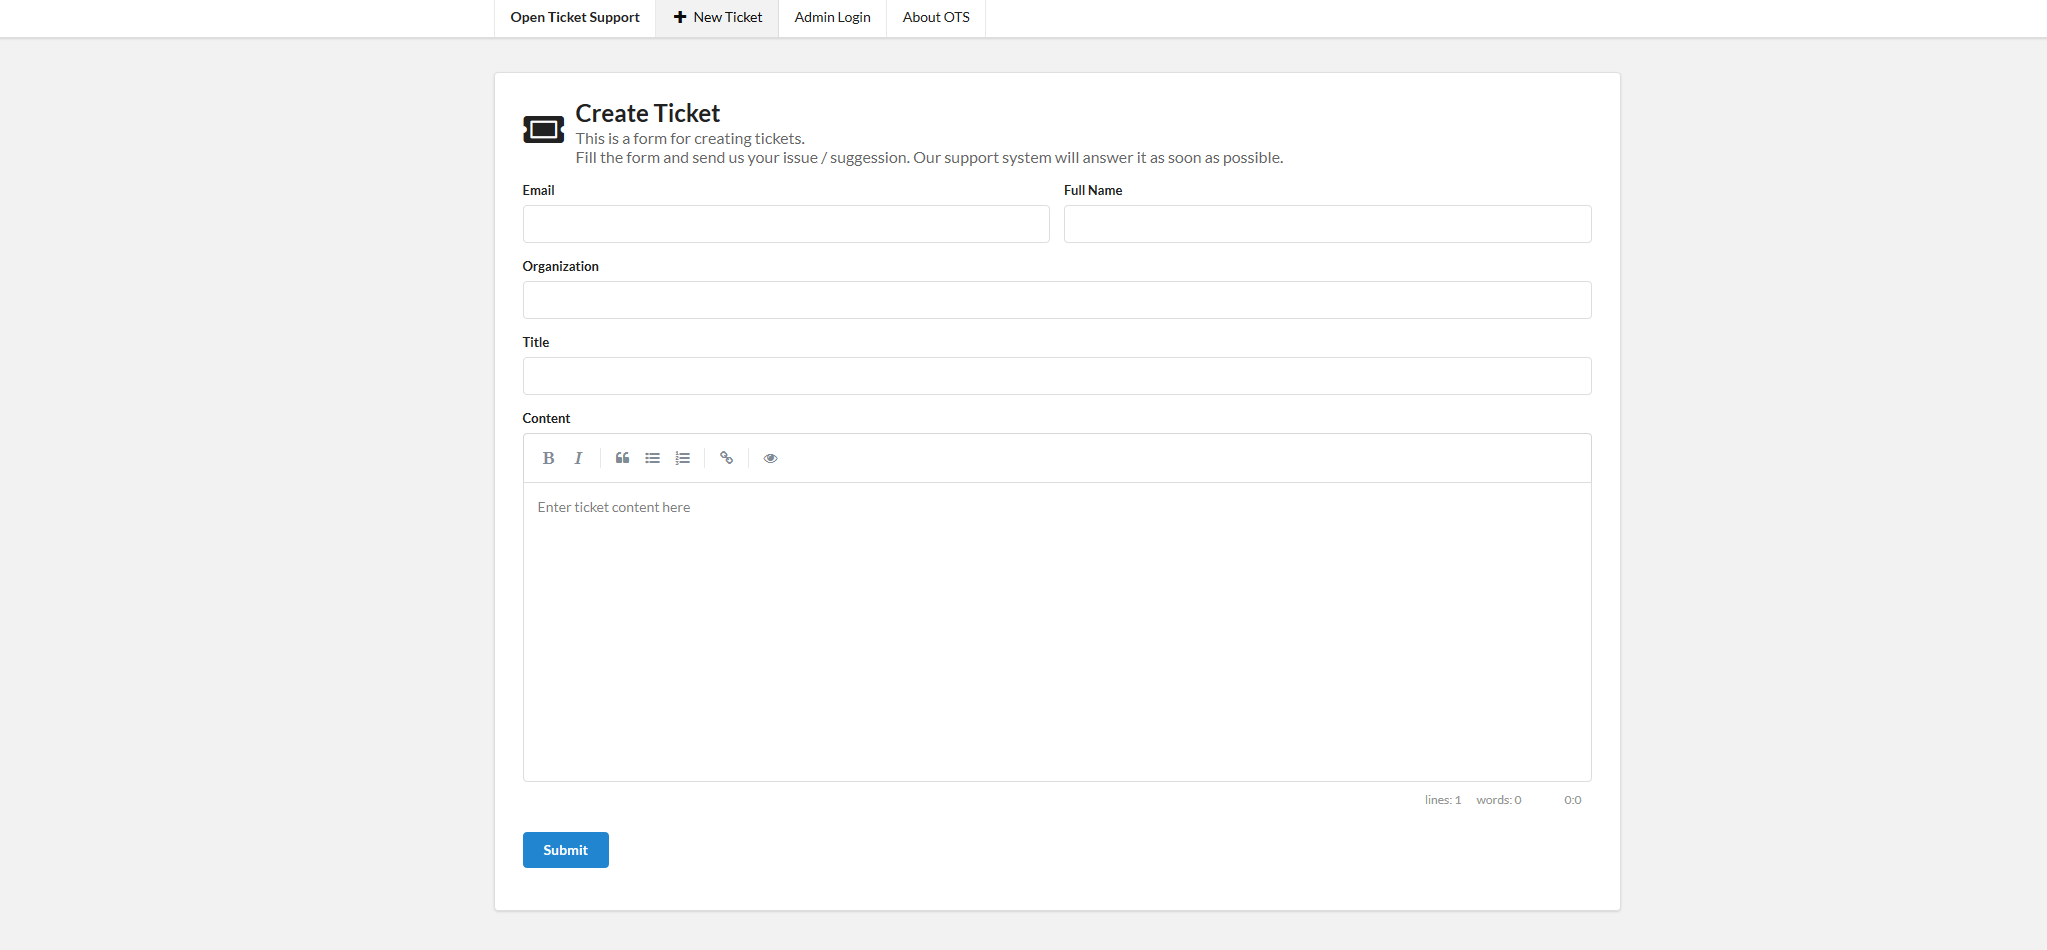 Open Ticket Support New Ticket Admin Login About OTS
Create Ticket
This is a form for creating tickets.
Fill the form and send us your issue / suggession. Our support system will answer it as soon as possible.
Email Full Name
Organization
Title
Content
B I
Enter ticket content here
lines: 1 words: 0 0:0
Submit